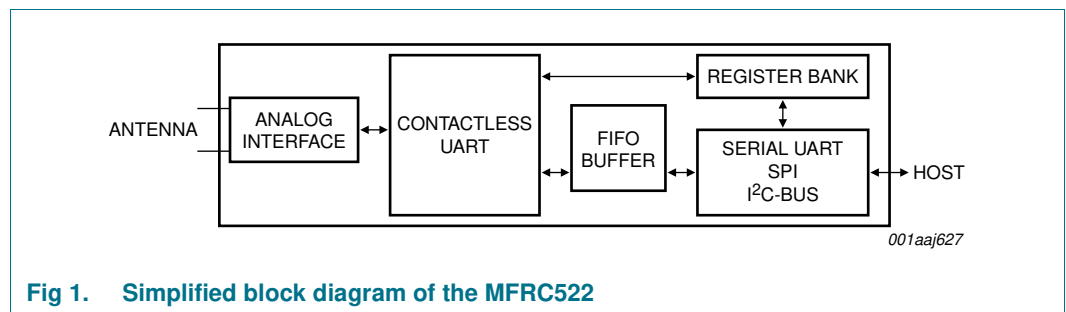 ANTENNA
ANALOG
INTERFACE
CONTACTLESS
UART
FIFO
BUFFER
REGISTER BANK
SERIAL UART
SPI
I²C-BUS
HOST
001aaj627
Fig 1. Simplified block diagram of the MFRC522